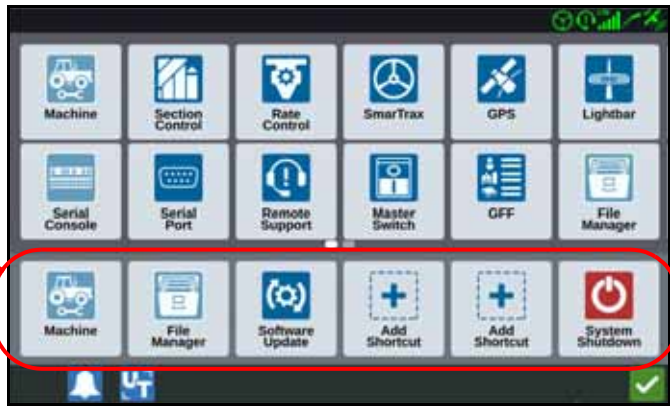 Machine
Section
Control
Rate
Control
SmarTrax
GPS
Lightbar
Serial
Console
Serial
Port
Remote
Support
Master
Switch
GFF
File
Manager
Machine
File
Manager
Software
Update
Add
Shortcut
Add
Shortcut
System
Shutdown
UT